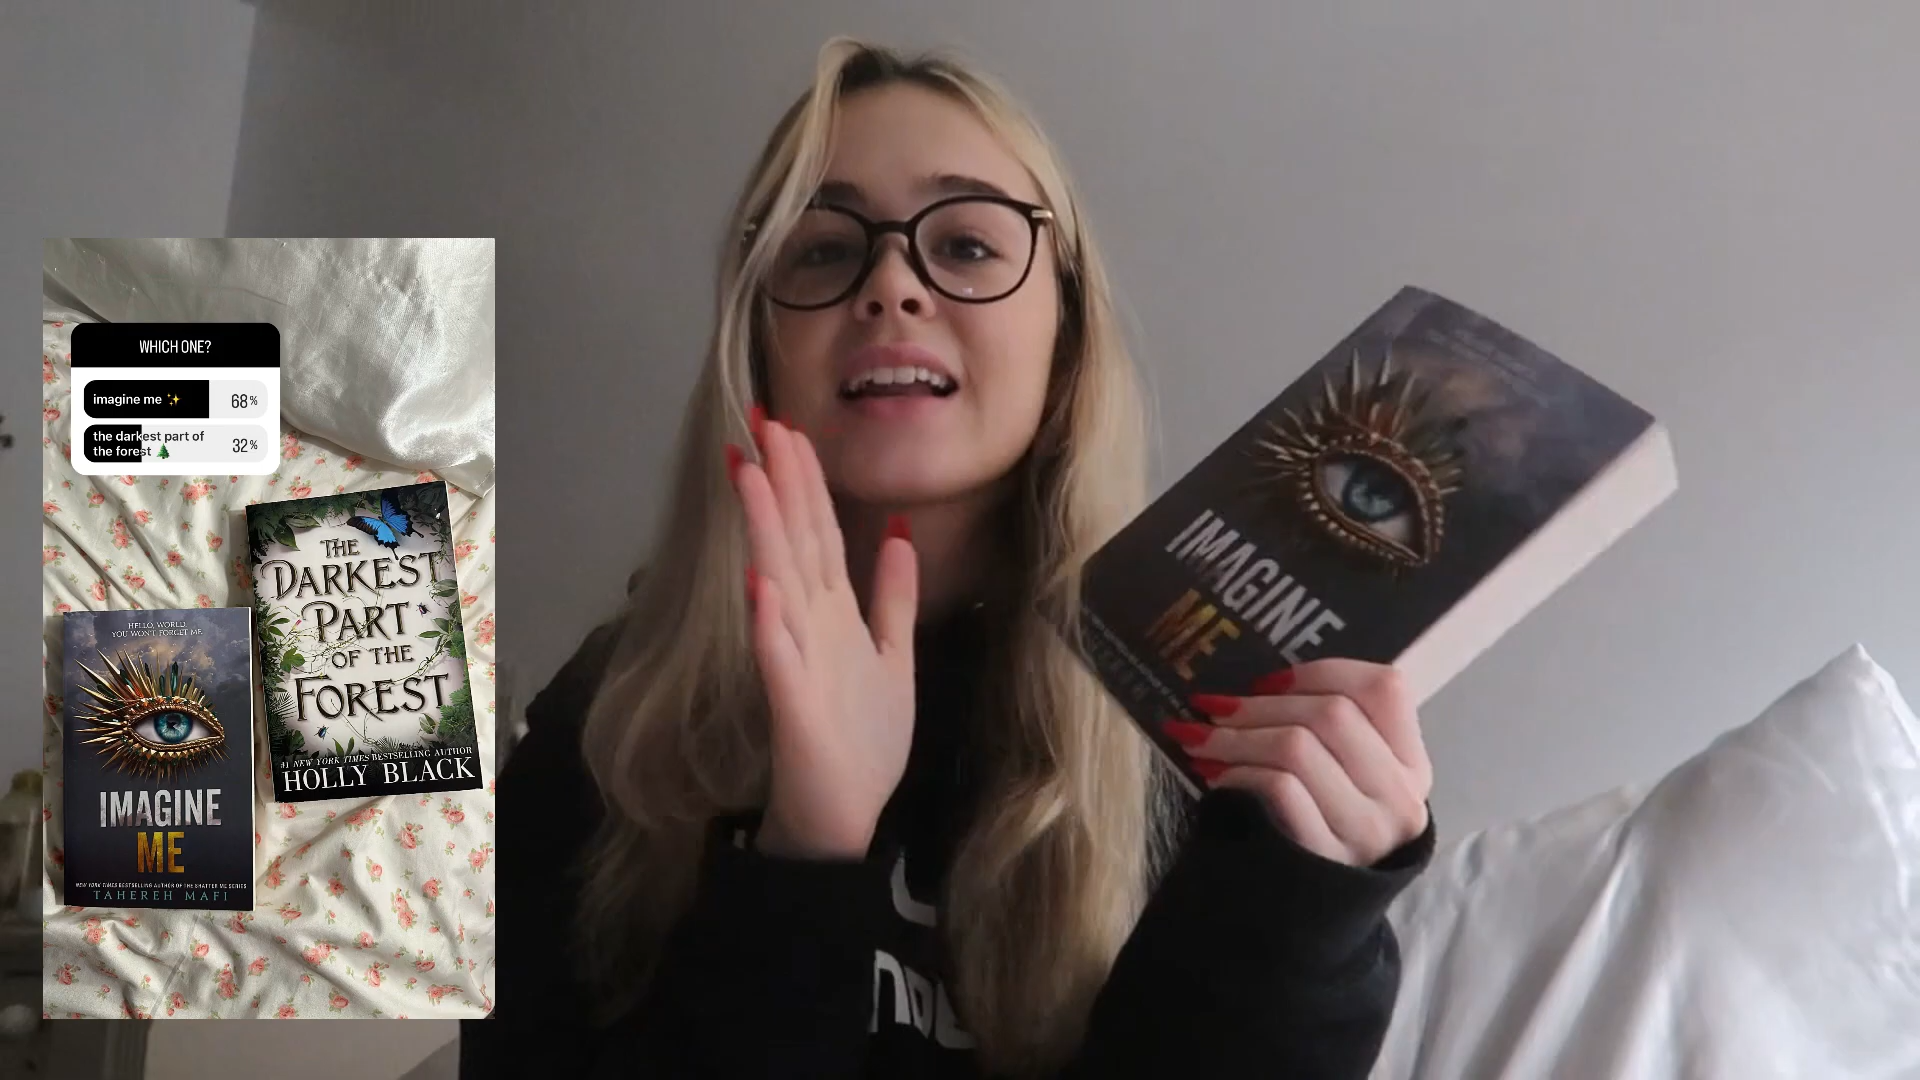 WHICH ONE?
imagine me ✨ 68%
the darkest part of
the forest 🌲 32%
THE
DARKEST
PART
OF THE
FOREST
#1 NEW YORK TIMES BESTSELLING AUTHOR
HOLLY BLACK
HELLO, WORLD.
YOU WON'T FORGET ME.
IMAGINE
ME
NEW YORK TIMES BESTSELLING AUTHOR OF THE SHATTER ME SERIES
TAHEREH MAFI
IMAGINE
ME